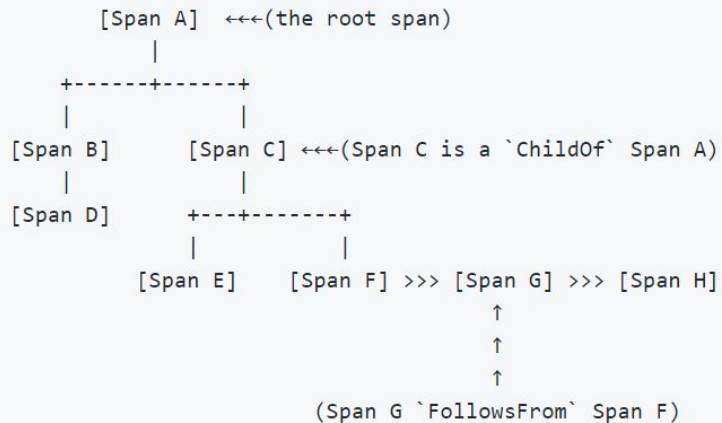 [Span A] ←←←(the root span)
|
+------+------+
| |
[Span B] [Span C] ←←←(Span C is a `ChildOf` Span A)
| |
[Span D] +---+-------+
| |
[Span E] [Span F] >>> [Span G] >>> [Span H]
↑
↑
↑
(Span G `FollowsFrom` Span F)